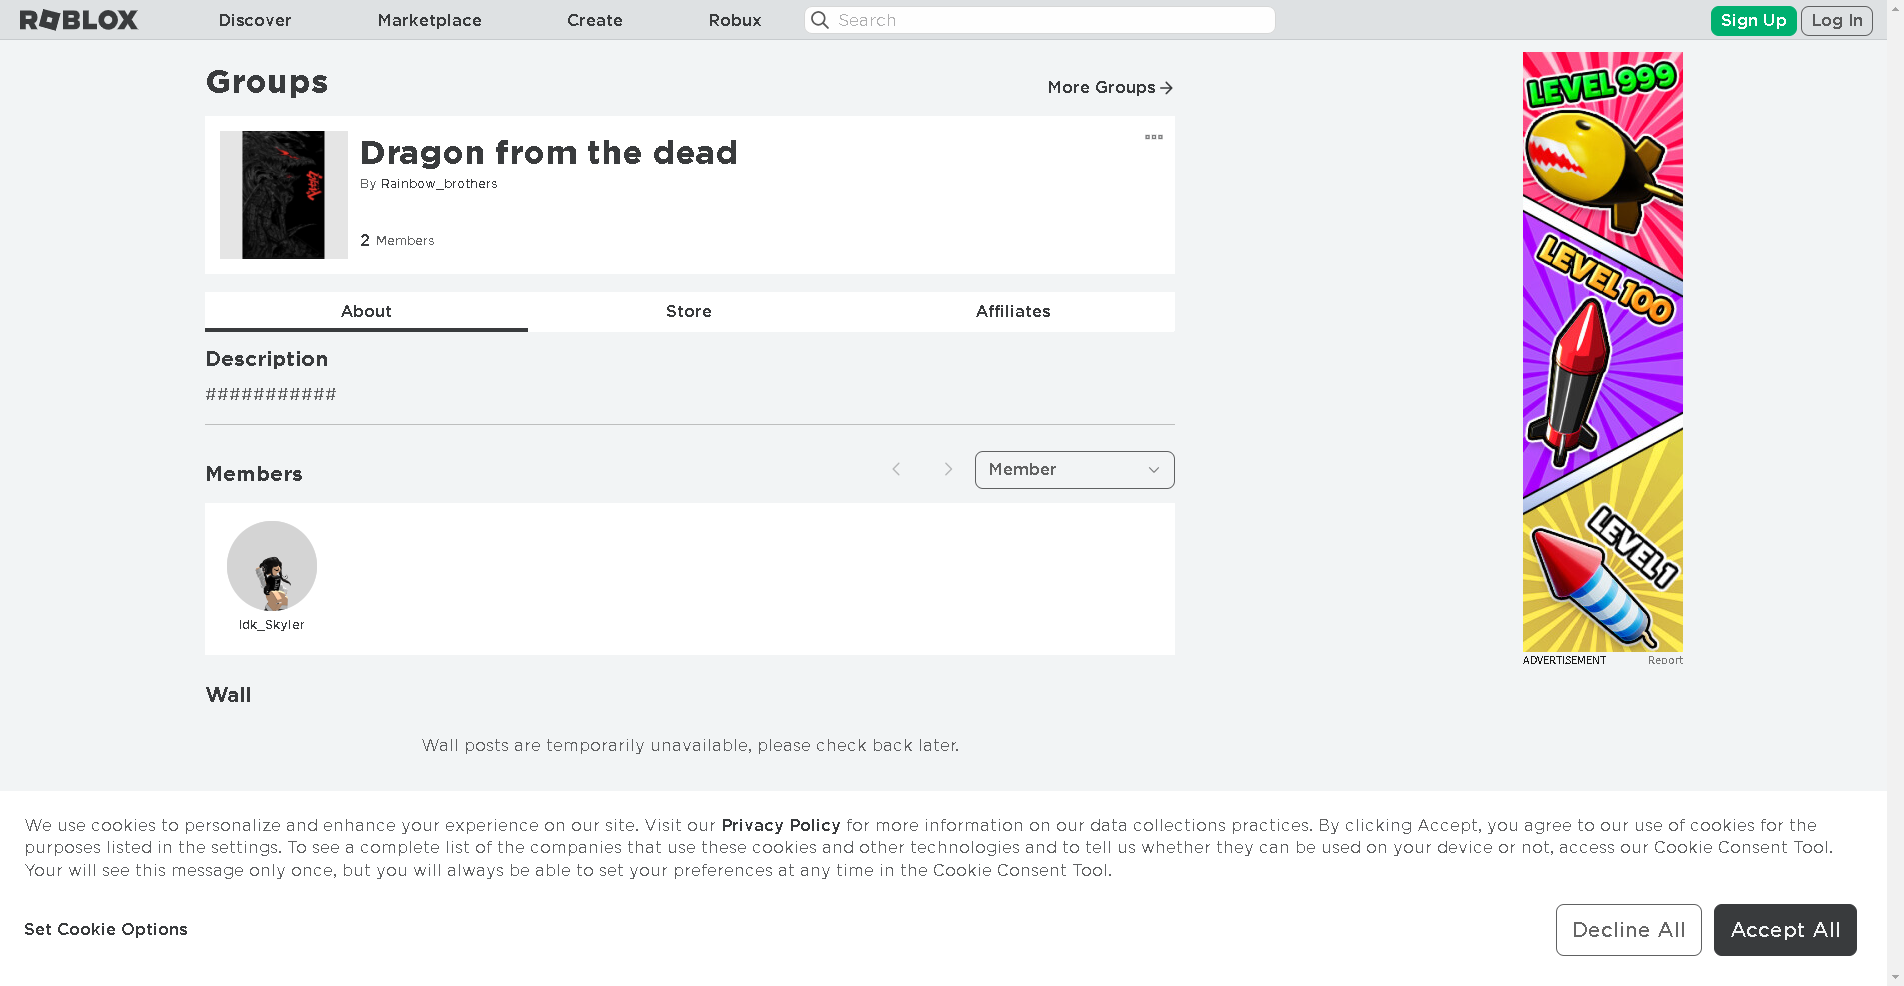 ROBLOX
Discover
Marketplace
Create
Robux
Search
Sign Up
Log In
Groups
More Groups
Dragon from the dead
By Rainbow_brothers
2 Members
About
Store
Affiliates
Description
###########
Members
Member
Idk_Skyler
Wall
Wall posts are temporarily unavailable, please check back later.
LEVEL 999
LEVEL 100
LEVEL 1
ADVERTISEMENT
Report
We use cookies to personalize and enhance your experience on our site. Visit our Privacy Policy for more information on our data collections practices. By clicking Accept, you agree to our use of cookies for the
purposes listed in the settings. To see a complete list of the companies that use these cookies and other technologies and to tell us whether they can be used on your device or not, access our Cookie Consent Tool.
Your will see this message only once, but you will always be able to set your preferences at any time in the Cookie Consent Tool.
Set Cookie Options
Decline All
Accept All